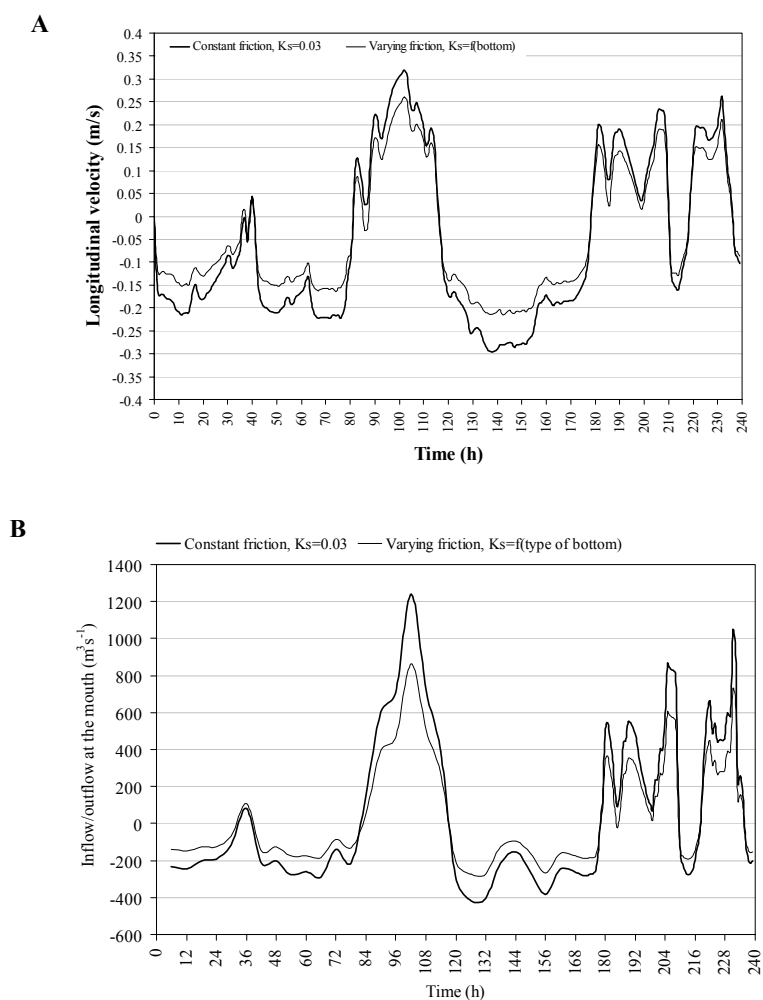 A
Constant friction, Ks=0.03 Varying friction, Ks=f(bottom)
Longitudinal velocity (m/s)
0.4
0.35
0.3
0.25
0.2
0.15
0.1
0.05
0
-0.05
-0.1
-0.15
-0.2
-0.25
-0.3
-0.35
-0.4
0 10 20 30 40 50 60 70 80 90 100 110 120 130 140 150 160 170 180 190 200 210 220 230 240
Time (h)
B
Constant friction, Ks=0.03 Varying friction, Ks=f(type of bottom)
Inflow/outflow at the mouth (m³ s⁻¹)
1400
1200
1000
800
600
400
200
0
-200
-400
-600
0 12 24 36 48 60 72 84 96 108 120 132 144 156 168 180 192 204 216 228 240
Time (h)